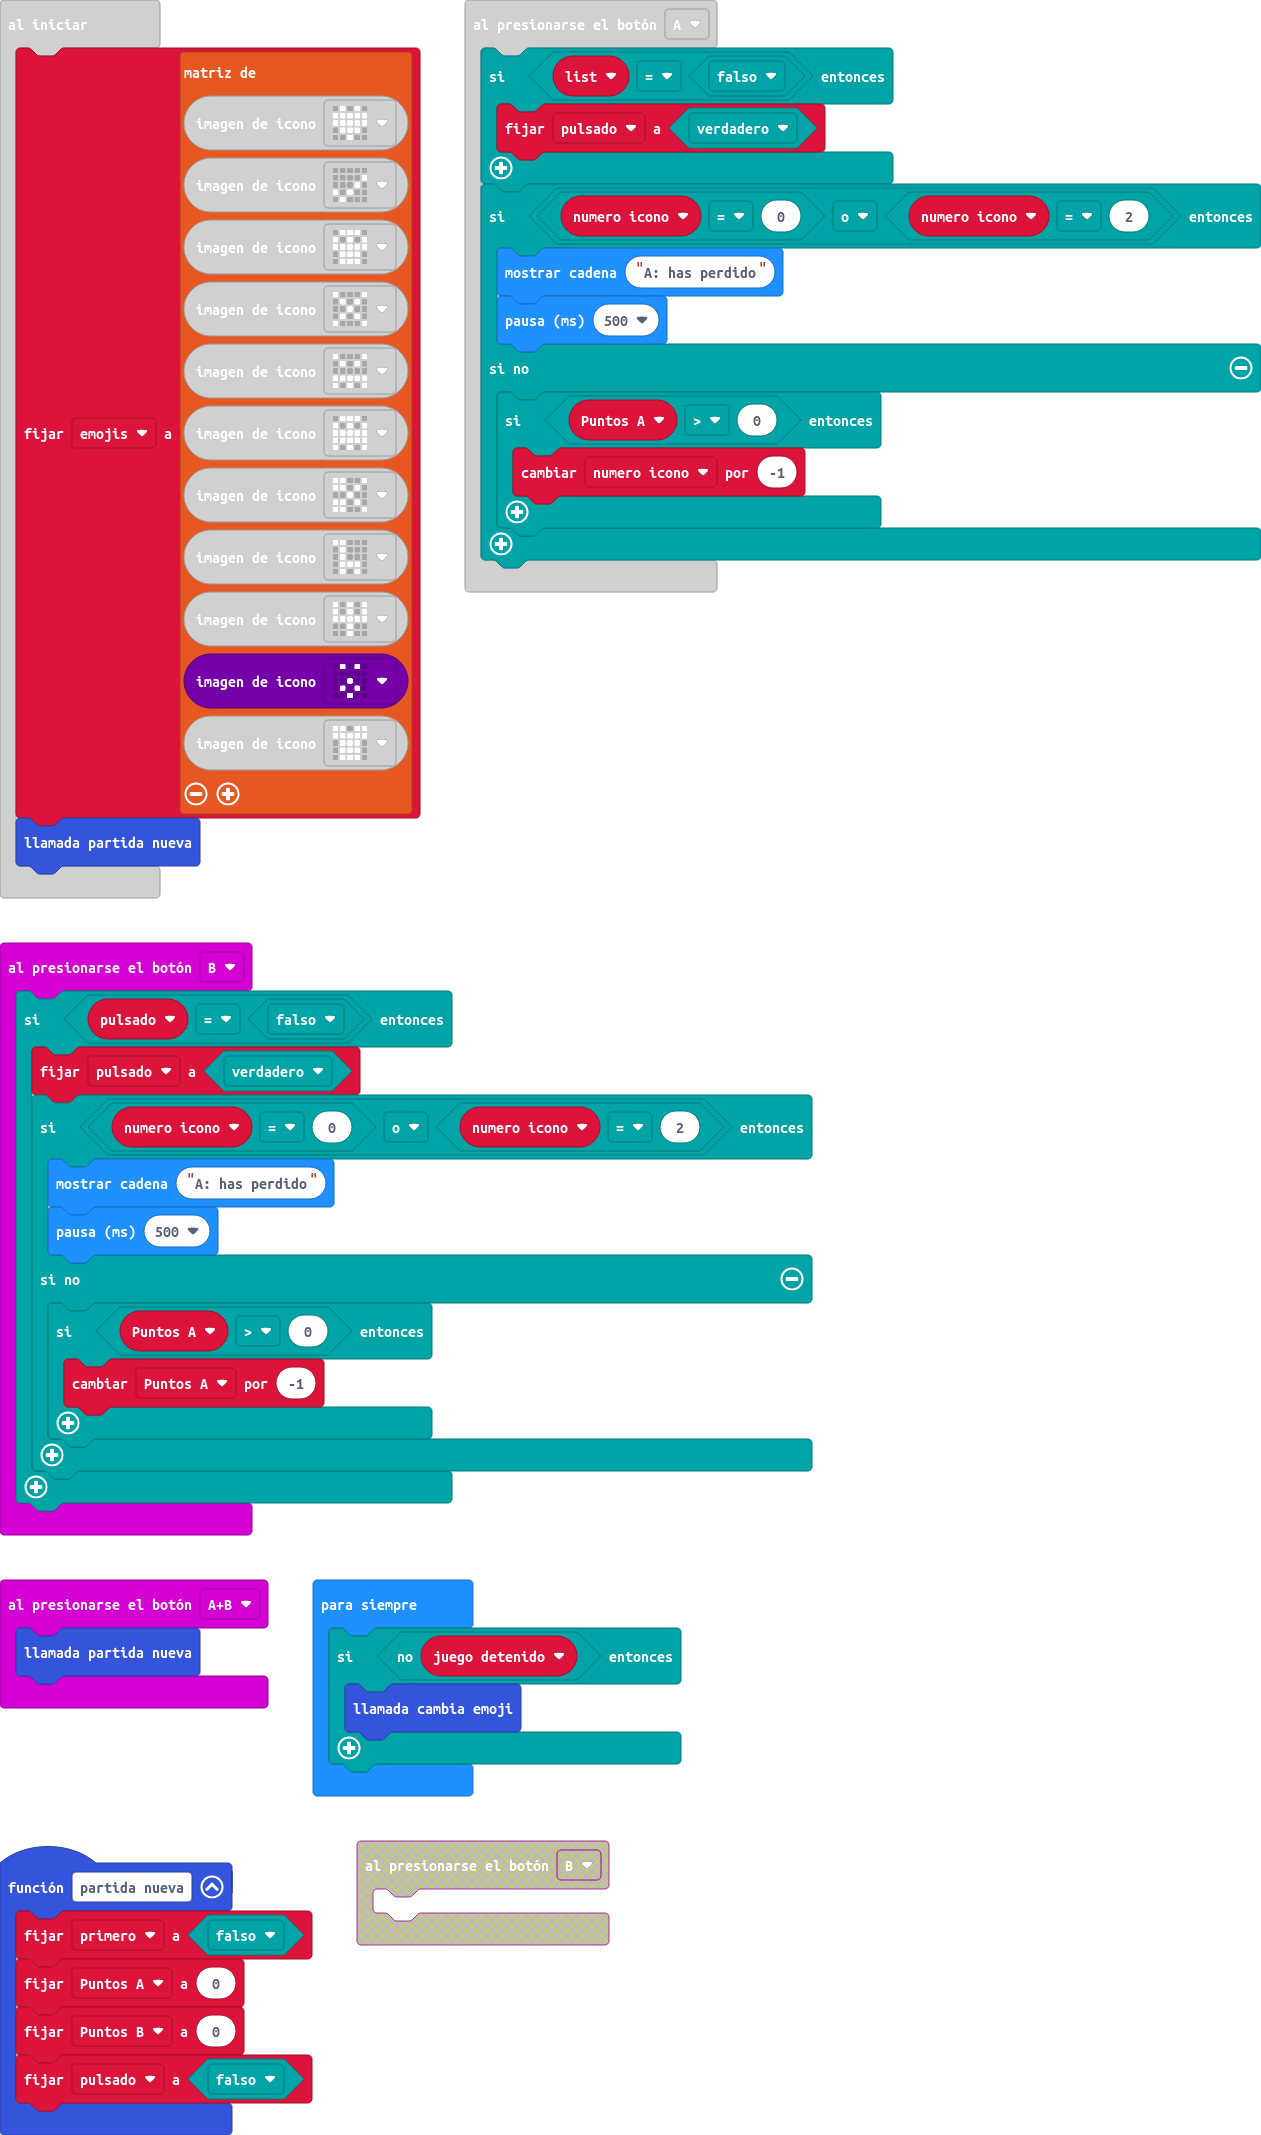 al iniciar
fijar emojis a
matriz de
imagen de icono
imagen de icono
imagen de icono
imagen de icono
imagen de icono
imagen de icono
imagen de icono
imagen de icono
imagen de icono
imagen de icono
imagen de icono
llamada partida nueva
al presionarse el botón A
si list = falso entonces
fijar pulsado a verdadero
si numero icono = 0 o numero icono = 2 entonces
mostrar cadena "A: has perdido"
pausa (ms) 500
si no
si Puntos A > 0 entonces
cambiar numero icono por -1
al presionarse el botón B
si pulsado = falso entonces
fijar pulsado a verdadero
si numero icono = 0 o numero icono = 2 entonces
mostrar cadena "A: has perdido"
pausa (ms) 500
si no
si Puntos A > 0 entonces
cambiar Puntos A por -1
al presionarse el botón A+B
llamada partida nueva
para siempre
si no juego detenido entonces
llamada cambia emoji
función partida nueva
fijar primero a falso
fijar Puntos A a 0
fijar Puntos B a 0
fijar pulsado a falso
al presionarse el botón B